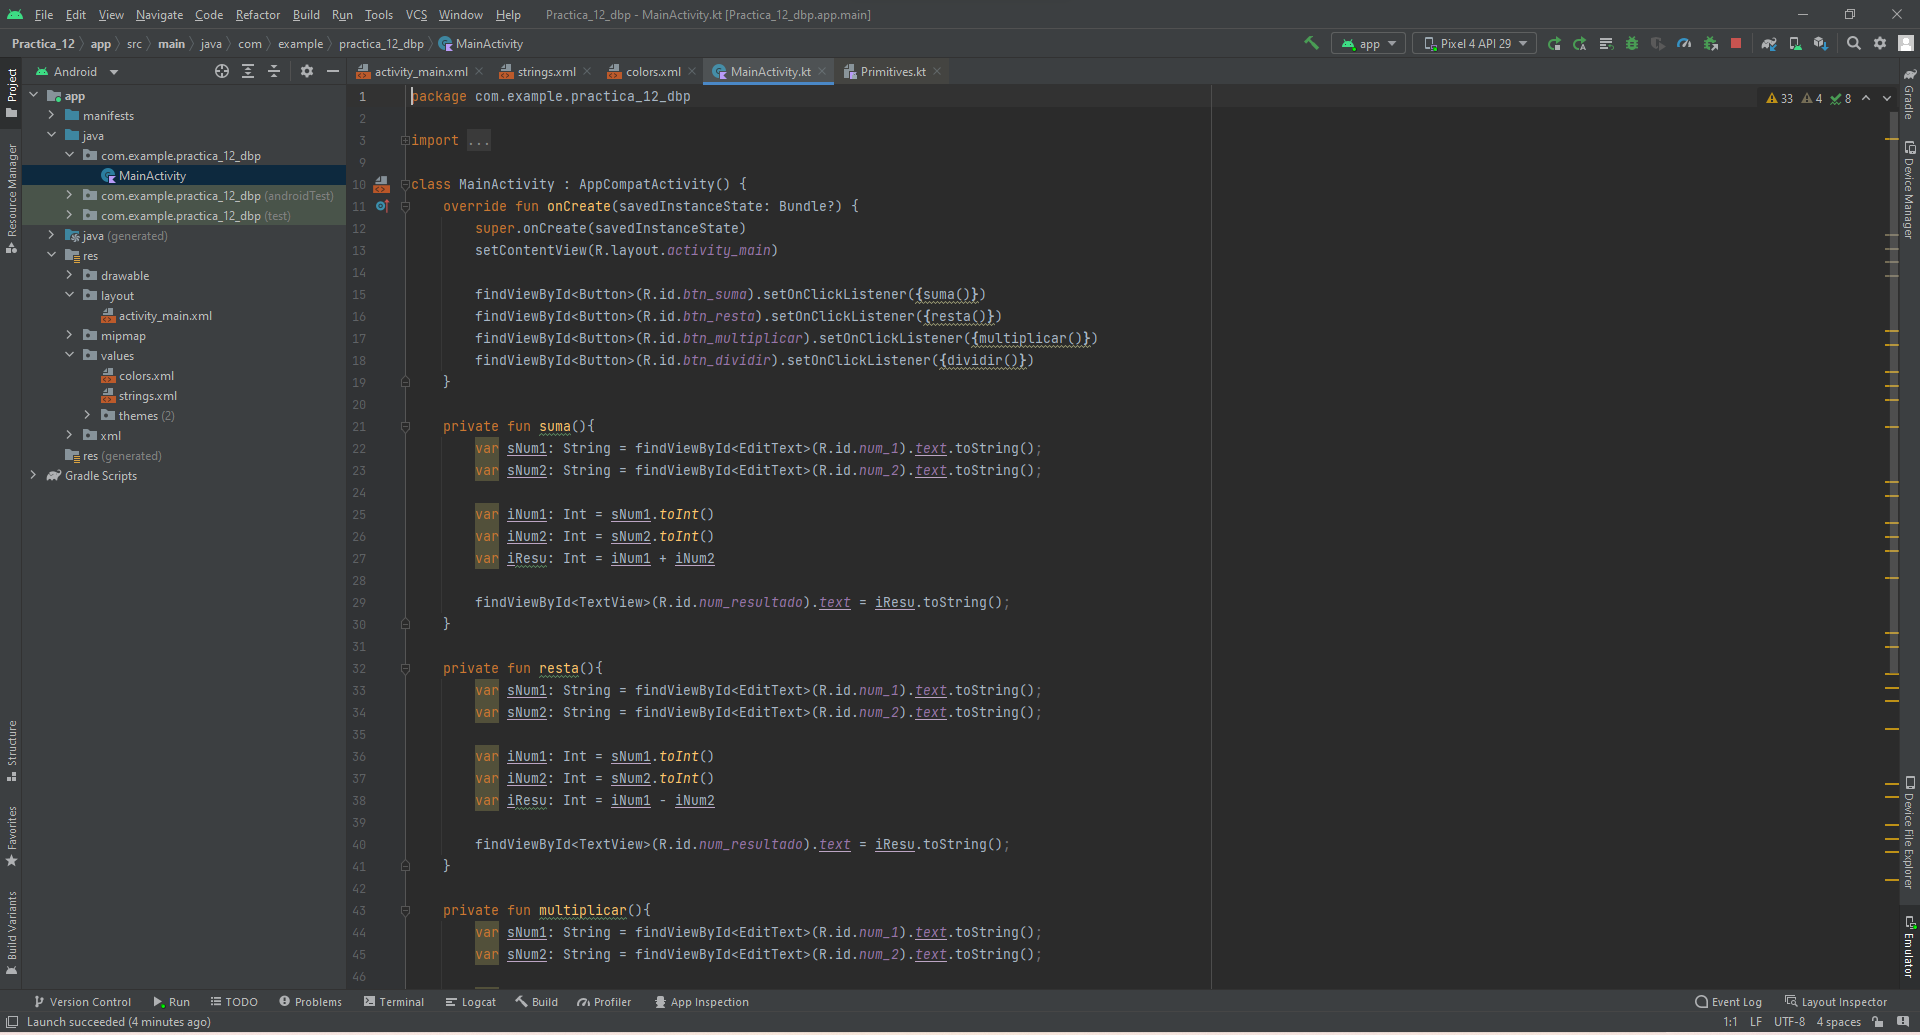 File Edit View Navigate Code Refactor Build Run Tools VCS Window Help Practica_12_dbp - MainActivity.kt [Practica_12_dbp.app.main]
Practica_12 app src main java com example practica_12_dbp MainActivity app Pixel 4 API 29
Android activity_main.xml strings.xml colors.xml MainActivity.kt Primitives.kt
Project
Resource Manager
Structure
Favorites
Build Variants
app
manifests
java
com.example.practica_12_dbp
MainActivity
com.example.practica_12_dbp (androidTest)
com.example.practica_12_dbp (test)
java (generated)
res
drawable
layout
activity_main.xml
mipmap
values
colors.xml
strings.xml
themes (2)
xml
res (generated)
Gradle Scripts
33 4 8
1 package com.example.practica_12_dbp
2
3 import ...
9
10 class MainActivity : AppCompatActivity() {
11 override fun onCreate(savedInstanceState: Bundle?) {
12 super.onCreate(savedInstanceState)
13 setContentView(R.layout.activity_main)
14
15 findViewById<Button>(R.id.btn_suma).setOnClickListener({suma()})
16 findViewById<Button>(R.id.btn_resta).setOnClickListener({resta()})
17 findViewById<Button>(R.id.btn_multiplicar).setOnClickListener({multiplicar()})
18 findViewById<Button>(R.id.btn_dividir).setOnClickListener({dividir()})
19 }
20
21 private fun suma(){
22 var sNum1: String = findViewById<EditText>(R.id.num_1).text.toString();
23 var sNum2: String = findViewById<EditText>(R.id.num_2).text.toString();
24
25 var iNum1: Int = sNum1.toInt()
26 var iNum2: Int = sNum2.toInt()
27 var iResu: Int = iNum1 + iNum2
28
29 findViewById<TextView>(R.id.num_resultado).text = iResu.toString();
30 }
31
32 private fun resta(){
33 var sNum1: String = findViewById<EditText>(R.id.num_1).text.toString();
34 var sNum2: String = findViewById<EditText>(R.id.num_2).text.toString();
35
36 var iNum1: Int = sNum1.toInt()
37 var iNum2: Int = sNum2.toInt()
38 var iResu: Int = iNum1 - iNum2
39
40 findViewById<TextView>(R.id.num_resultado).text = iResu.toString();
41 }
42
43 private fun multiplicar(){
44 var sNum1: String = findViewById<EditText>(R.id.num_1).text.toString();
45 var sNum2: String = findViewById<EditText>(R.id.num_2).text.toString();
46
Gradle
Device Manager
Device File Explorer
Emulator
Version Control Run TODO Problems Terminal Logcat Build Profiler App Inspection Event Log Layout Inspector
Launch succeeded (4 minutes ago) 1:1 LF UTF-8 4 spaces